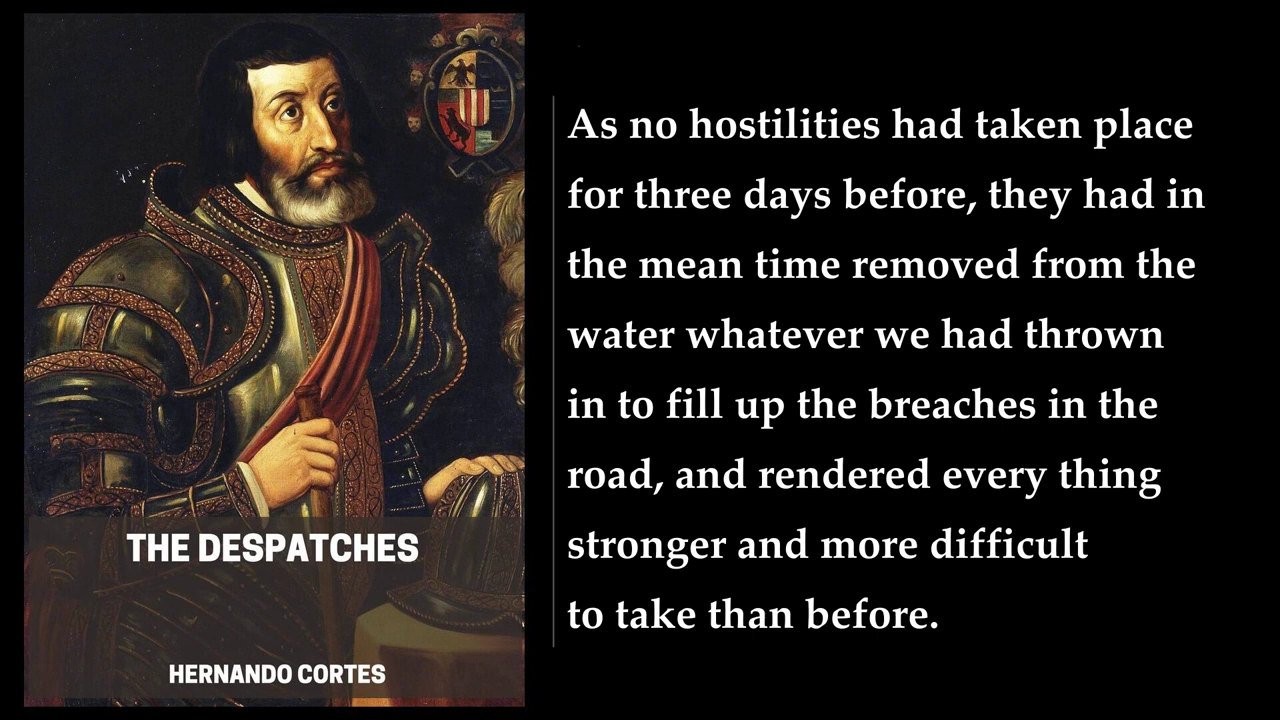 THE DESPATCHES
HERNANDO CORTES
As no hostilities had taken place
for three days before, they had in
the mean time removed from the
water whatever we had thrown
in to fill up the breaches in the
road, and rendered every thing
stronger and more difficult
to take than before.